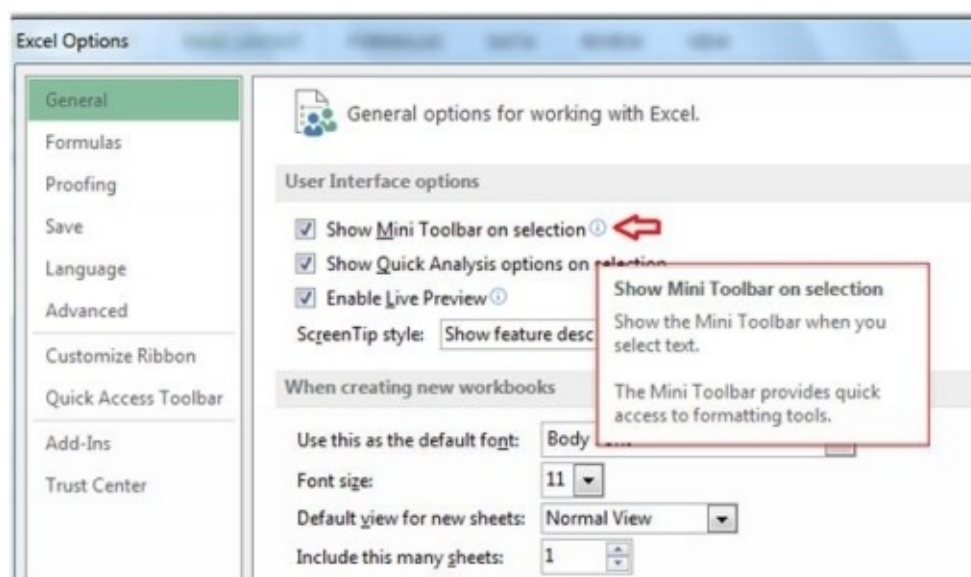 Excel Options
General
Formulas
Proofing
Save
Language
Advanced
Customize Ribbon
Quick Access Toolbar
Add-Ins
Trust Center
General options for working with Excel.
User Interface options
Show Mini Toolbar on selection
Show Quick Analysis options on selection
Enable Live Preview
ScreenTip style: Show feature desc
Show Mini Toolbar on selection
Show the Mini Toolbar when you
select text.
The Mini Toolbar provides quick
access to formatting tools.
When creating new workbooks
Use this as the default font: Body
Font size: 11
Default view for new sheets: Normal View
Include this many sheets: 1